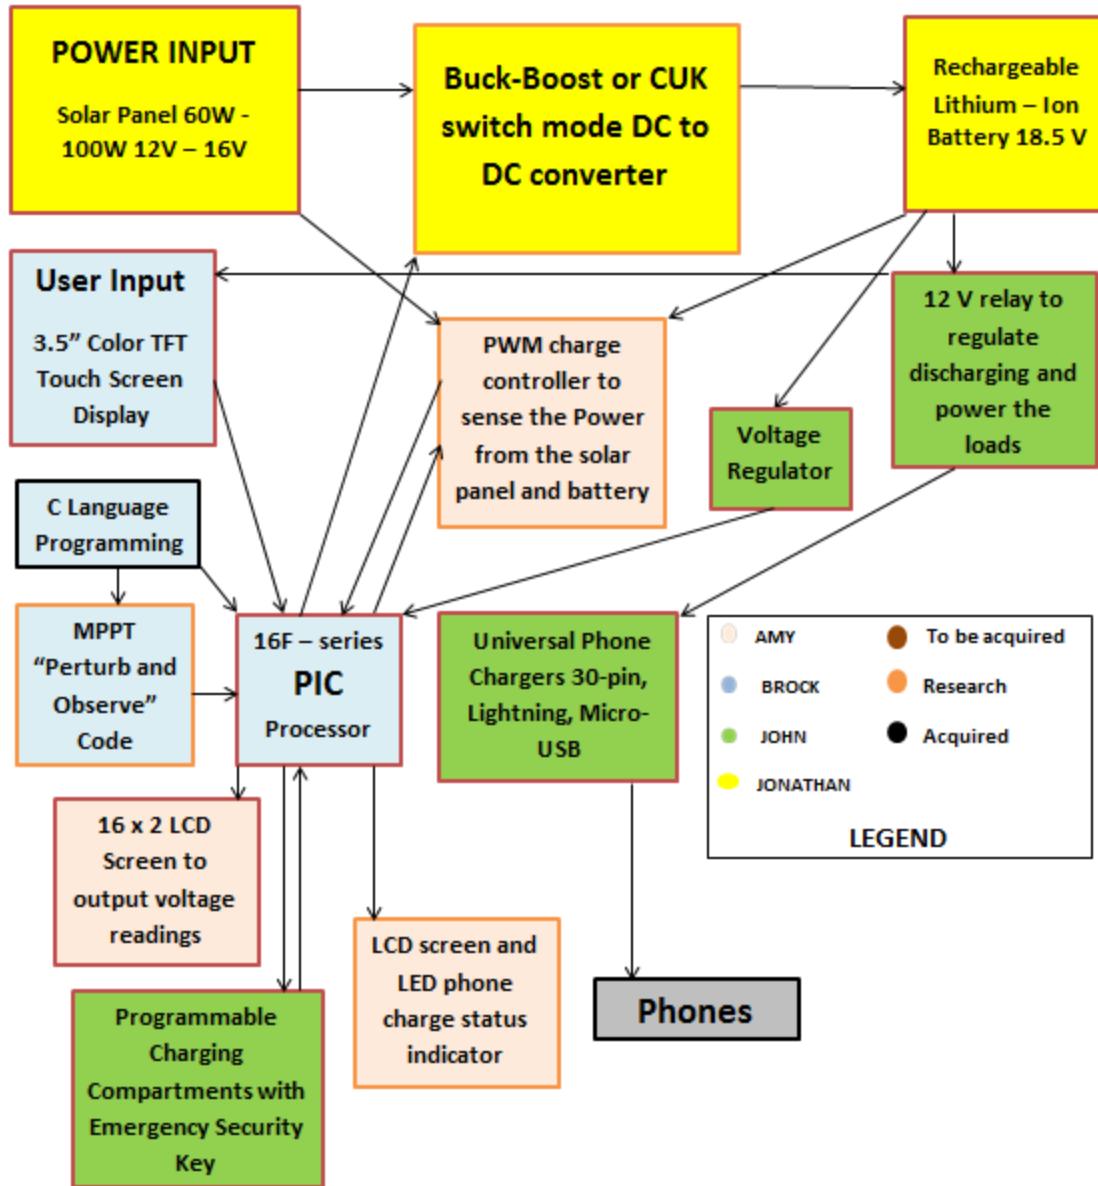 POWER INPUT
Solar Panel 60W -
100W 12V – 16V
Buck-Boost or CUK
switch mode DC to
DC converter
Rechargeable
Lithium – Ion
Battery 18.5 V
User Input
3.5” Color TFT
Touch Screen
Display
PWM charge
controller to
sense the Power
from the solar
panel and battery
12 V relay to
regulate
discharging and
power the
loads
Voltage
Regulator
C Language
Programming
MPPT
“Perturb and
Observe”
Code
16F – series
PIC
Processor
Universal Phone
Chargers 30-pin,
Lightning, Micro-
USB
AMY
BROCK
JOHN
JONATHAN
To be acquired
Research
Acquired
LEGEND
16 x 2 LCD
Screen to
output voltage
readings
LCD screen and
LED phone
charge status
indicator
Phones
Programmable
Charging
Compartments with
Emergency Security
Key